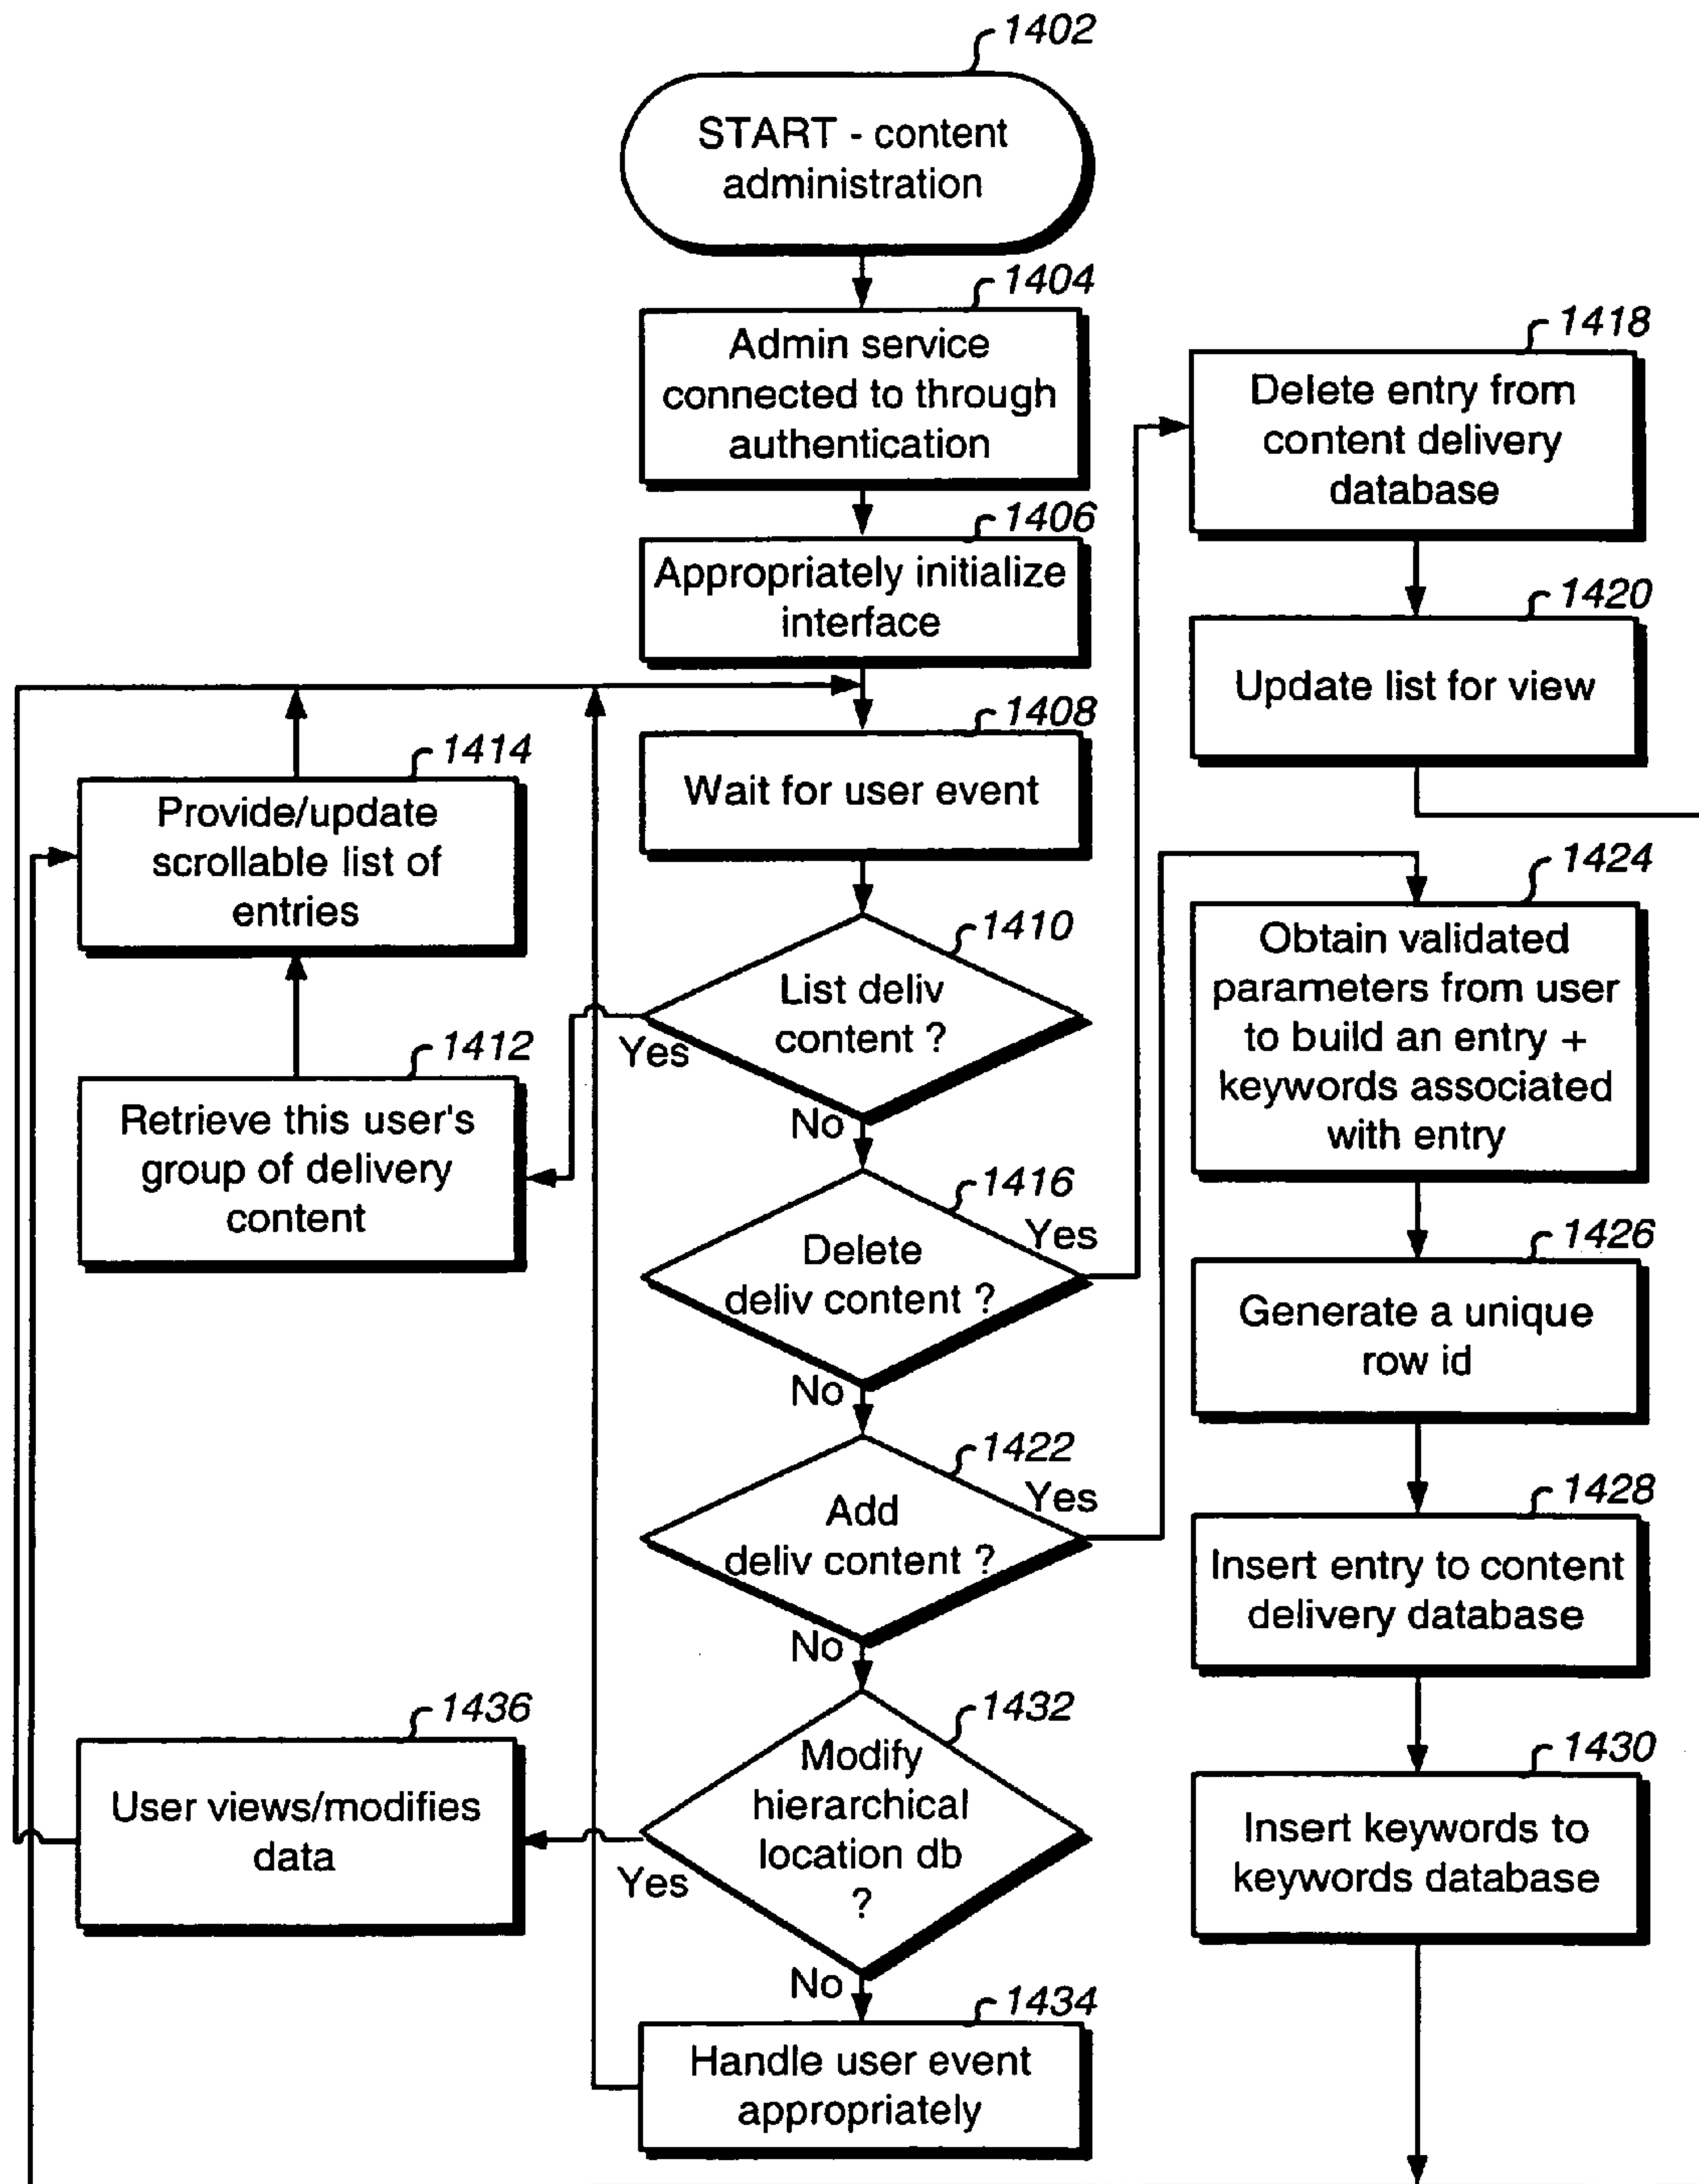 1402
START - content
administration
1404
Admin service
connected to through
authentication
1406
Appropriately initialize
interface
1408
Wait for user event
1410
List deliv
content ?
Yes
No
1412
Retrieve this user's
group of delivery
content
1414
Provide/update
scrollable list of
entries
1416
Delete
deliv content ?
Yes
No
1418
Delete entry from
content delivery
database
1420
Update list for view
1422
Add
deliv content ?
Yes
No
1424
Obtain validated
parameters from user
to build an entry +
keywords associated
with entry
1426
Generate a unique
row id
1428
Insert entry to content
delivery database
1430
Insert keywords to
keywords database
1432
Modify
hierarchical
location db
?
Yes
No
1436
User views/modifies
data
1434
Handle user event
appropriately